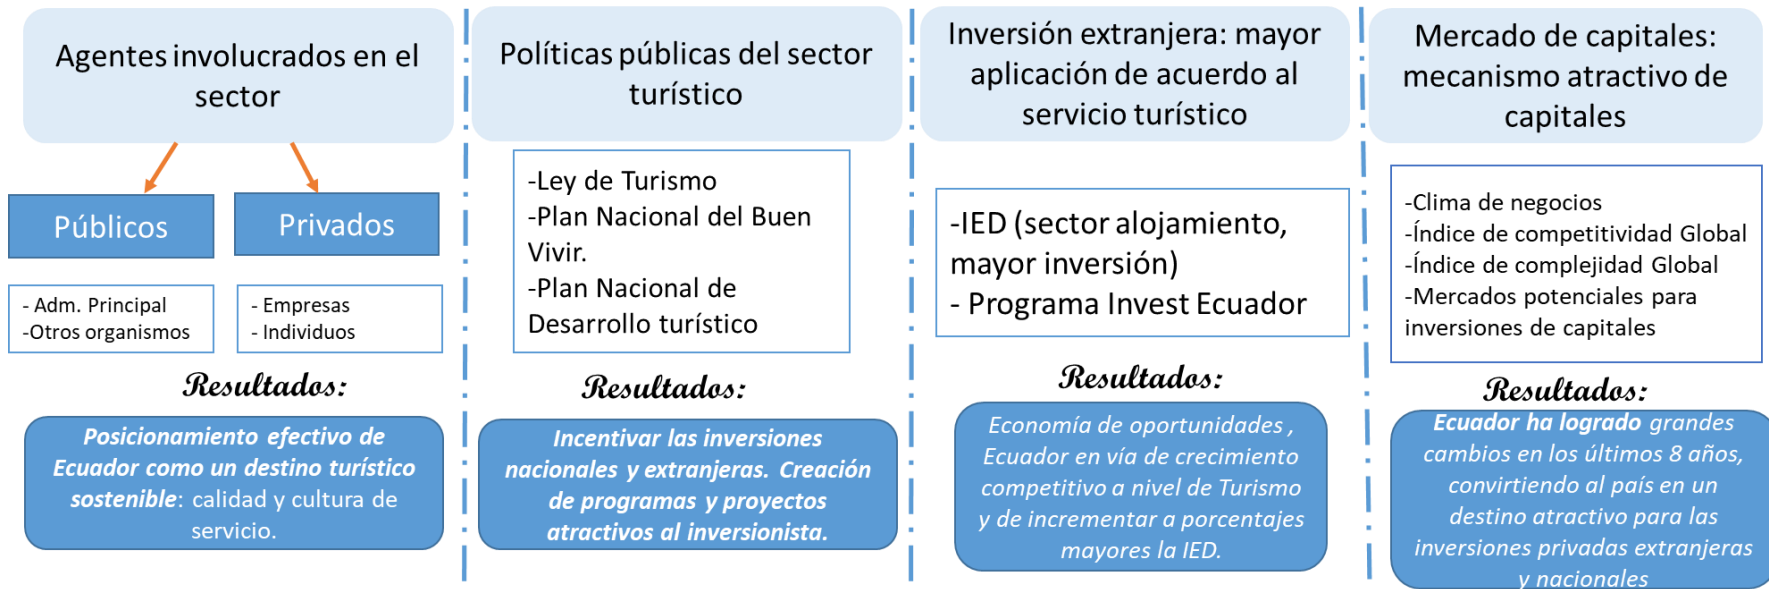 Agentes involucrados en el
sector
Públicos
Privados
- Adm. Principal
-Otros organismos
- Empresas
- Individuos
Resultados:
Posicionamiento efectivo de
Ecuador como un destino turístico
sostenible: calidad y cultura de
servicio.
Políticas públicas del sector
turístico
-Ley de Turismo
-Plan Nacional del Buen
Vivir.
-Plan Nacional de
Desarrollo turístico
Resultados:
Incentivar las inversiones
nacionales y extranjeras. Creación
de programas y proyectos
atractivos al inversionista.
Inversión extranjera: mayor
aplicación de acuerdo al
servicio turístico
-IED (sector alojamiento,
mayor inversión)
- Programa Invest Ecuador
Resultados:
Economía de oportunidades ,
Ecuador en vía de crecimiento
competitivo a nivel de Turismo
y de incrementar a porcentajes
mayores la IED.
Mercado de capitales:
mecanismo atractivo de
capitales
-Clima de negocios
-Índice de competitividad Global
-Índice de complejidad Global
-Mercados potenciales para
inversiones de capitales
Resultados:
Ecuador ha logrado grandes
cambios en los últimos 8 años,
convirtiendo al país en un
destino atractivo para las
inversiones privadas extranjeras
y nacionales